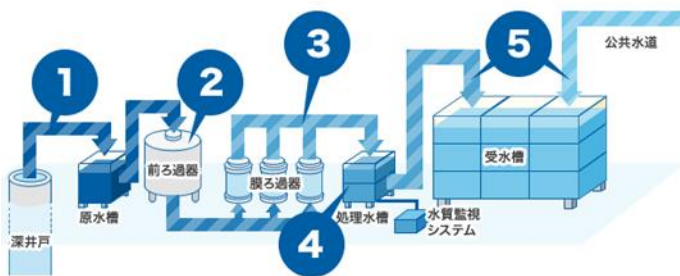 1
2
3
4
5
公共水道
深井戸
原水槽
前ろ過器
膜ろ過器
処理水槽
水質監視
システム
受水槽